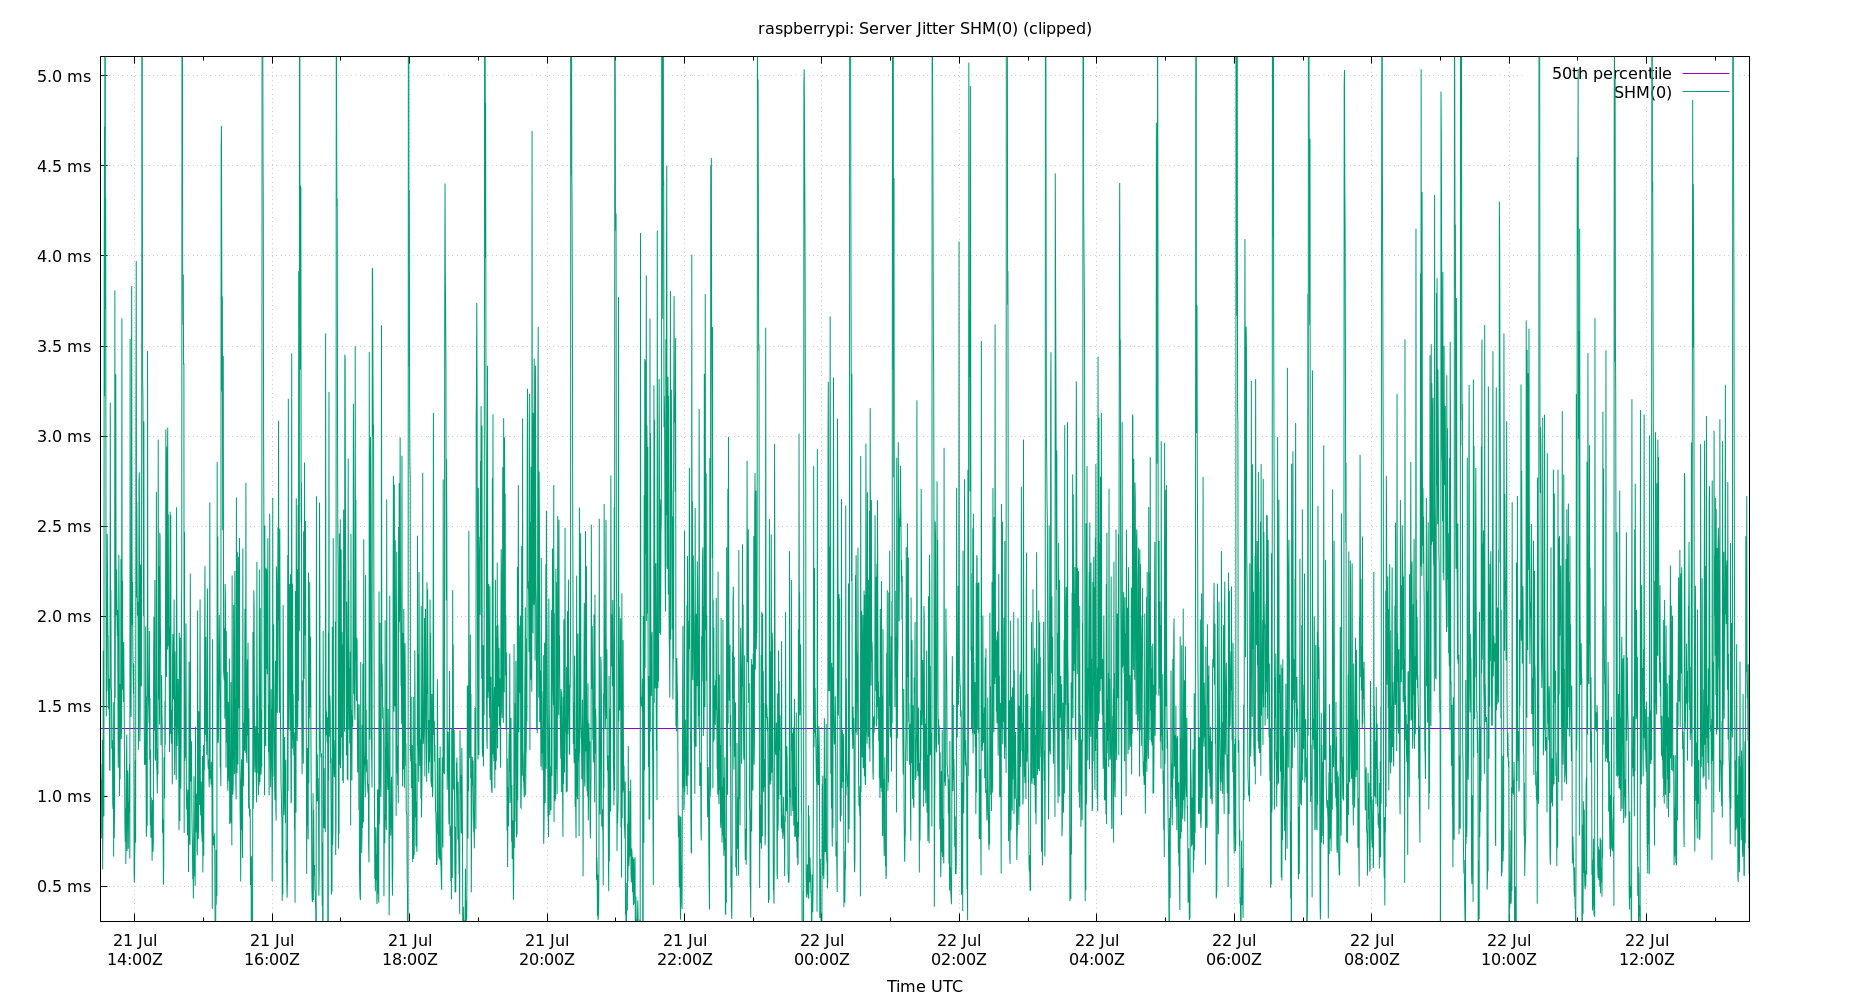 raspberrypi: Server Jitter SHM(0) (clipped)
50th percentile
SHM(0)
5.0 ms
4.5 ms
4.0 ms
3.5 ms
3.0 ms
2.5 ms
2.0 ms
1.5 ms
1.0 ms
0.5 ms
21 Jul 21 Jul 21 Jul 21 Jul 21 Jul 22 Jul 22 Jul 22 Jul 22 Jul 22 Jul 22 Jul 22 Jul
14:00Z 16:00Z 18:00Z 20:00Z 22:00Z 00:00Z 02:00Z 04:00Z 06:00Z 08:00Z 10:00Z 12:00Z
Time UTC